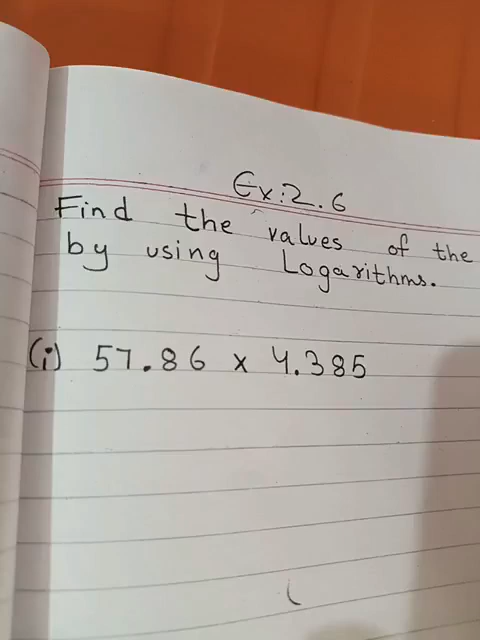 Ex:2.6
Find the values of the
by using Logarithms.
(i) 57.86 x 4.385